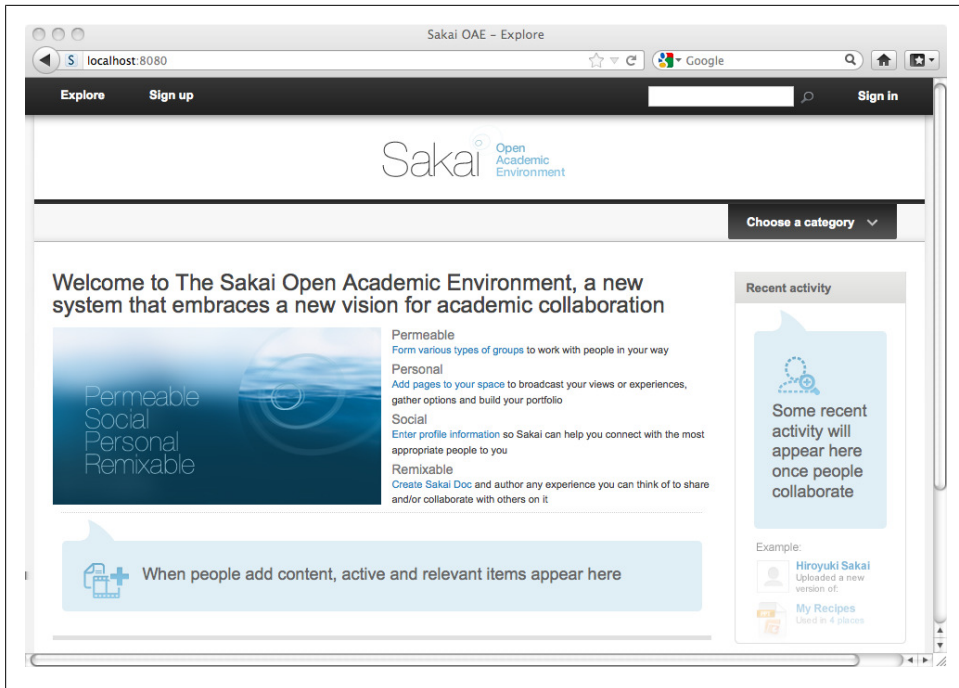 Sakai OAE – Explore
S localhost:8080
Google
Explore Sign up Sign in
Sakai Open
Academic
Environment
Choose a category
Welcome to The Sakai Open Academic Environment, a new
system that embraces a new vision for academic collaboration
Permeable
Social
Personal
Remixable
Permeable
Form various types of groups to work with people in your way
Personal
Add pages to your space to broadcast your views or experiences,
gather options and build your portfolio
Social
Enter profile information so Sakai can help you connect with the most
appropriate people to you
Remixable
Create Sakai Doc and author any experience you can think of to share
and/or collaborate with others on it
When people add content, active and relevant items appear here
Recent activity
Some recent
activity will
appear here
once people
collaborate
Example:
Hiroyuki Sakai
Uploaded a new
version of:
My Recipes
Used in 4 places